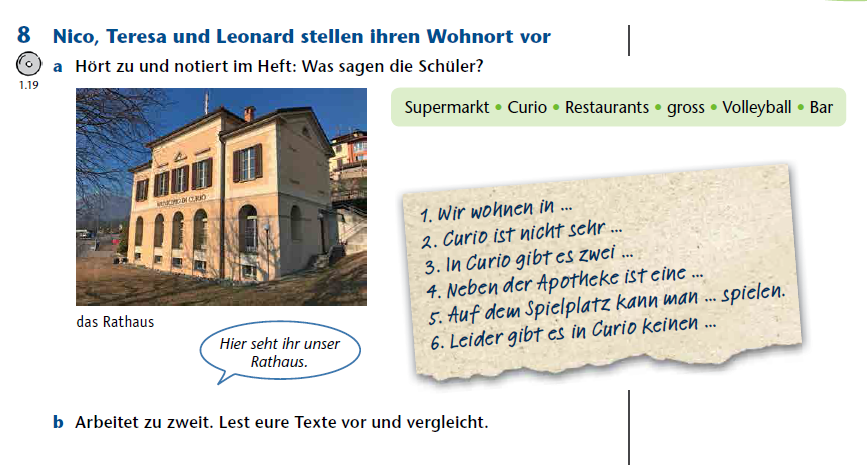 8 Nico, Teresa und Leonard stellen ihren Wohnort vor
1.19
a Hört zu und notiert im Heft: Was sagen die Schüler?
MUNICIPIO DI CURIO
das Rathaus
Hier seht ihr unser
Rathaus.
Supermarkt • Curio • Restaurants • gross • Volleyball • Bar
1. Wir wohnen in ...
2. Curio ist nicht sehr ...
3. In Curio gibt es zwei ...
4. Neben der Apotheke ist eine ...
5. Auf dem Spielplatz kann man ... spielen.
6. Leider gibt es in Curio keinen ...
b Arbeitet zu zweit. Lest eure Texte vor und vergleicht.